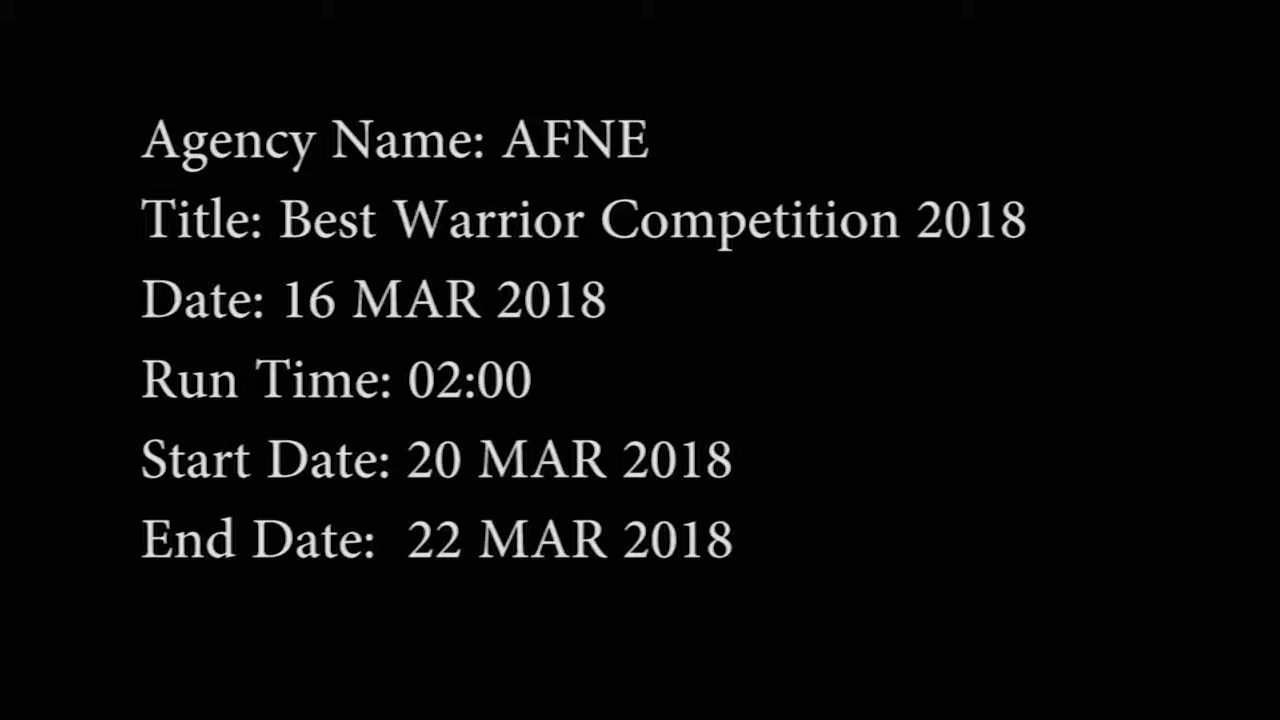 Agency Name: AFNE
Title: Best Warrior Competition 2018
Date: 16 MAR 2018
Run Time: 02:00
Start Date: 20 MAR 2018
End Date:  22 MAR 2018